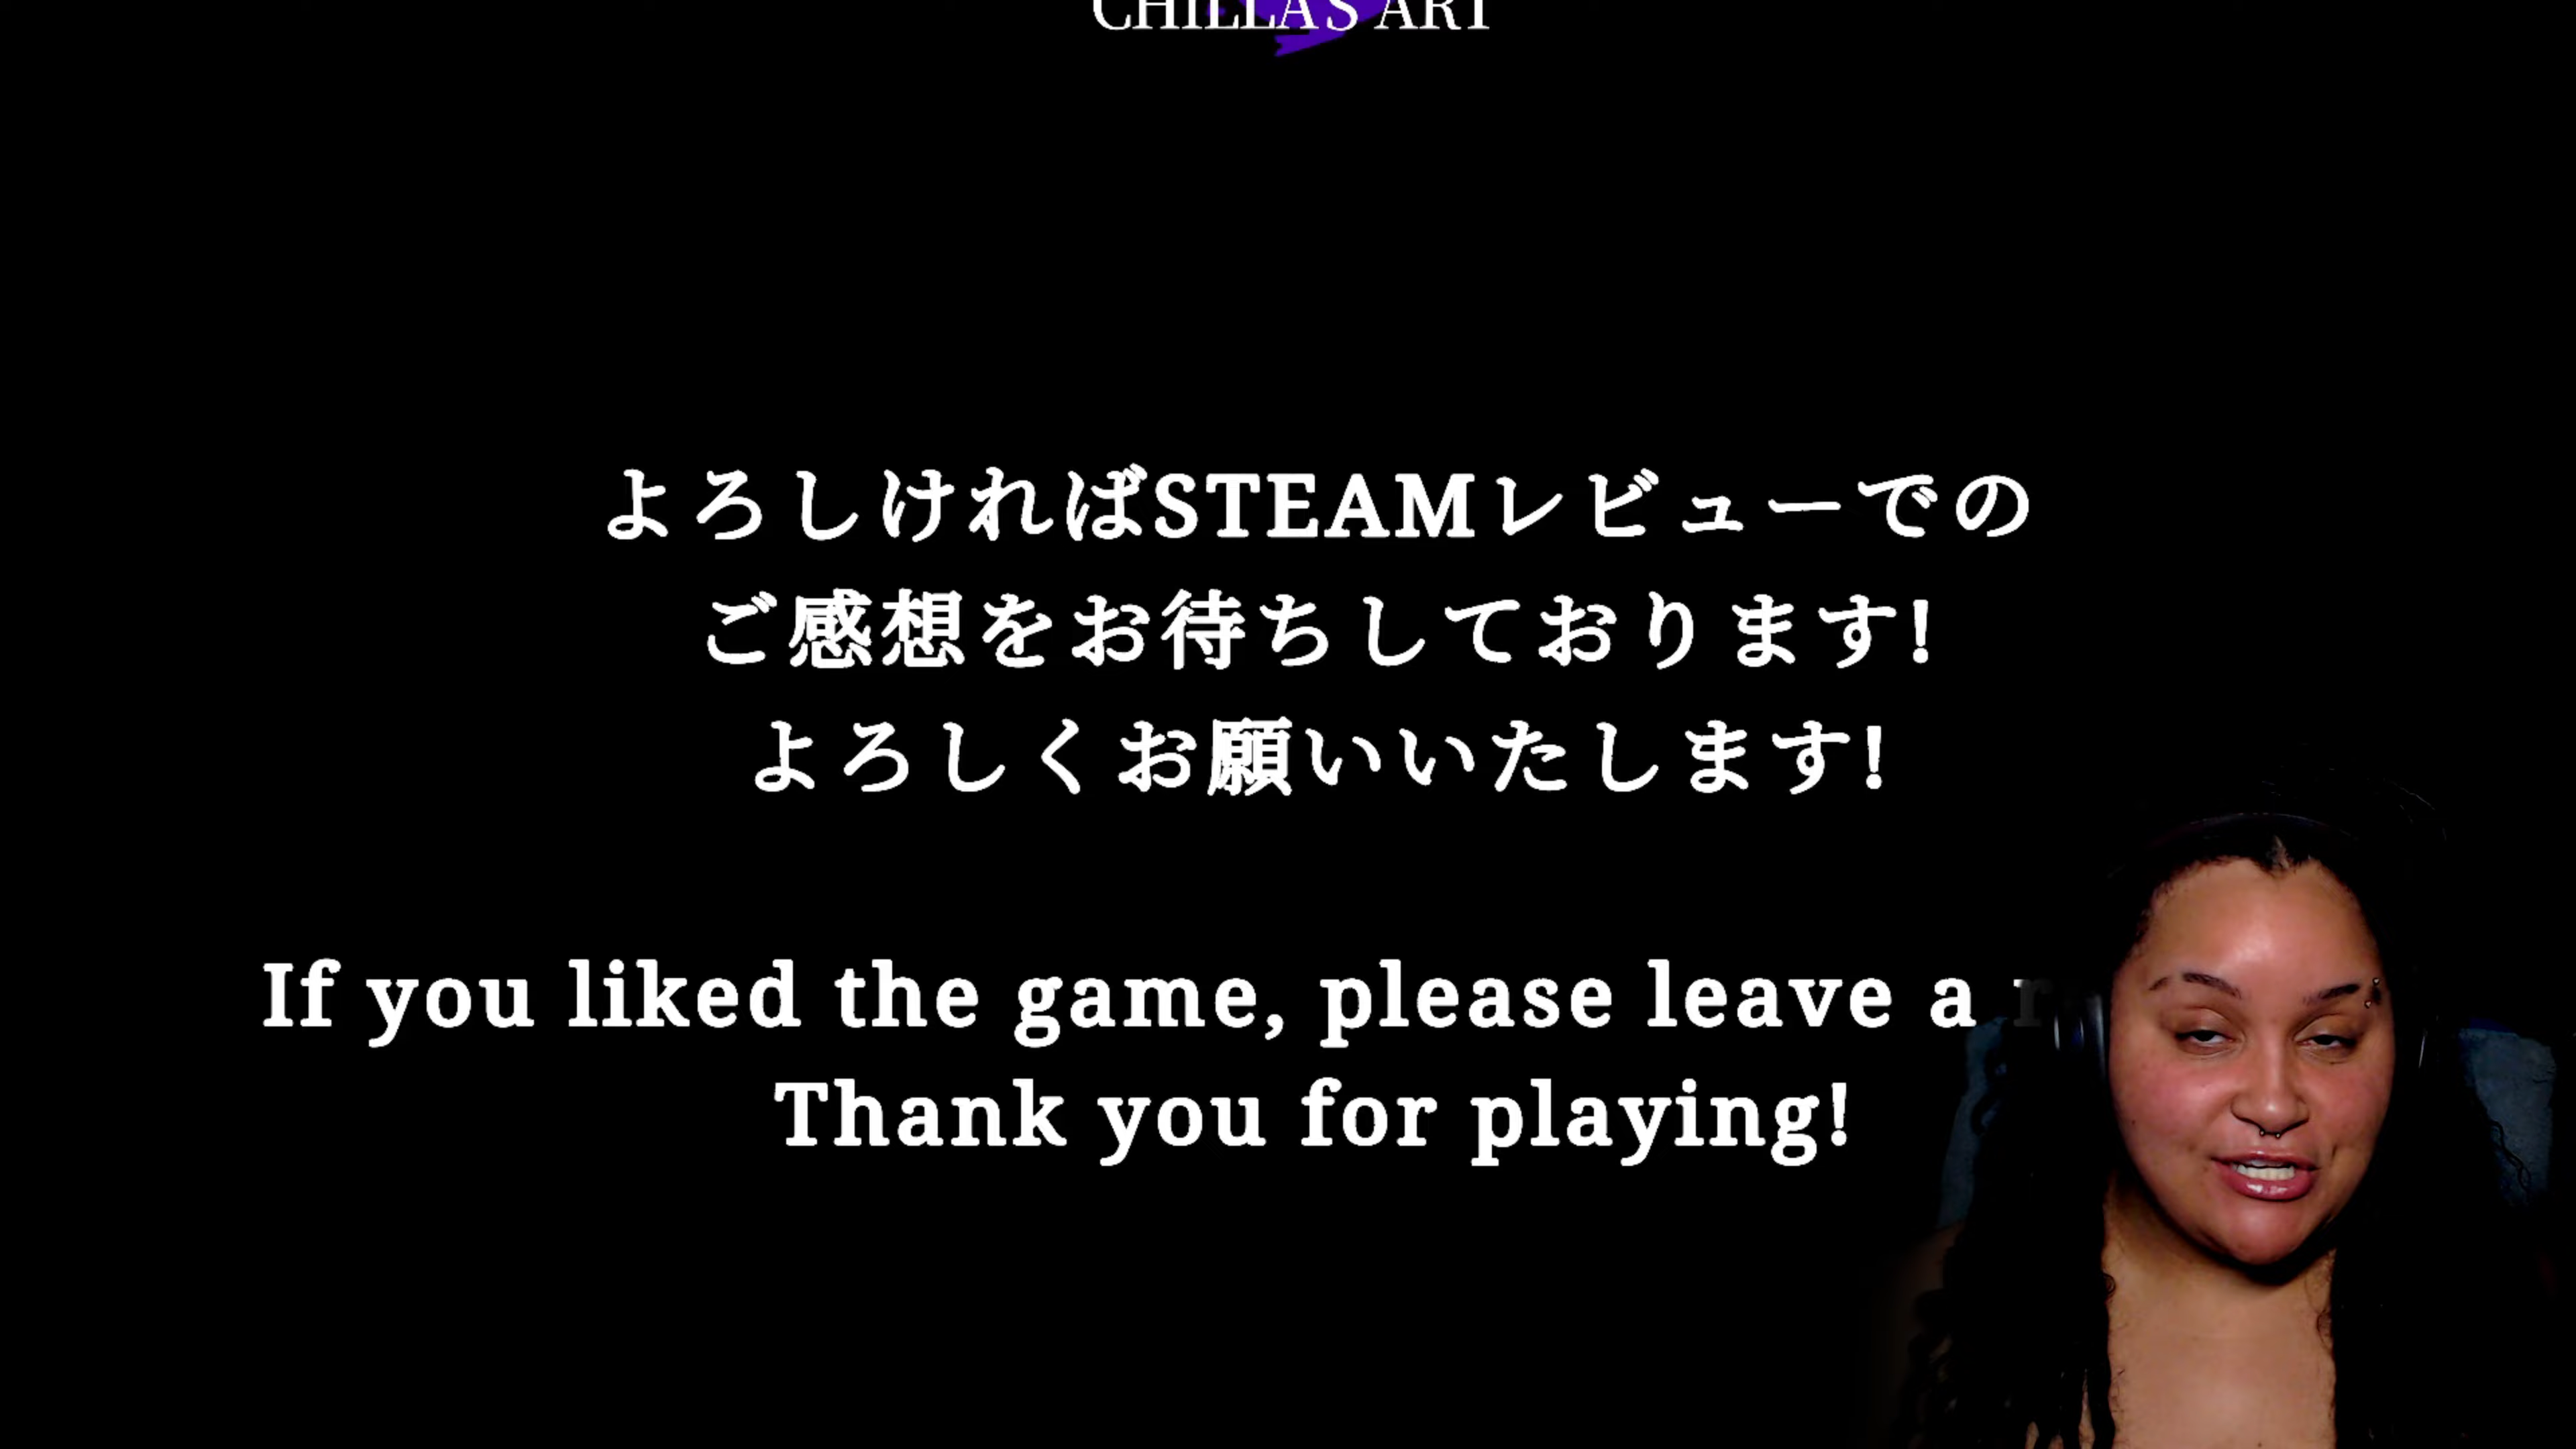 CHILLAS ART
よろしければSTEAMレビューでの
ご感想をお待ちしております!
よろしくお願いいたします!
If you liked the game, please leave a
Thank you for playing!